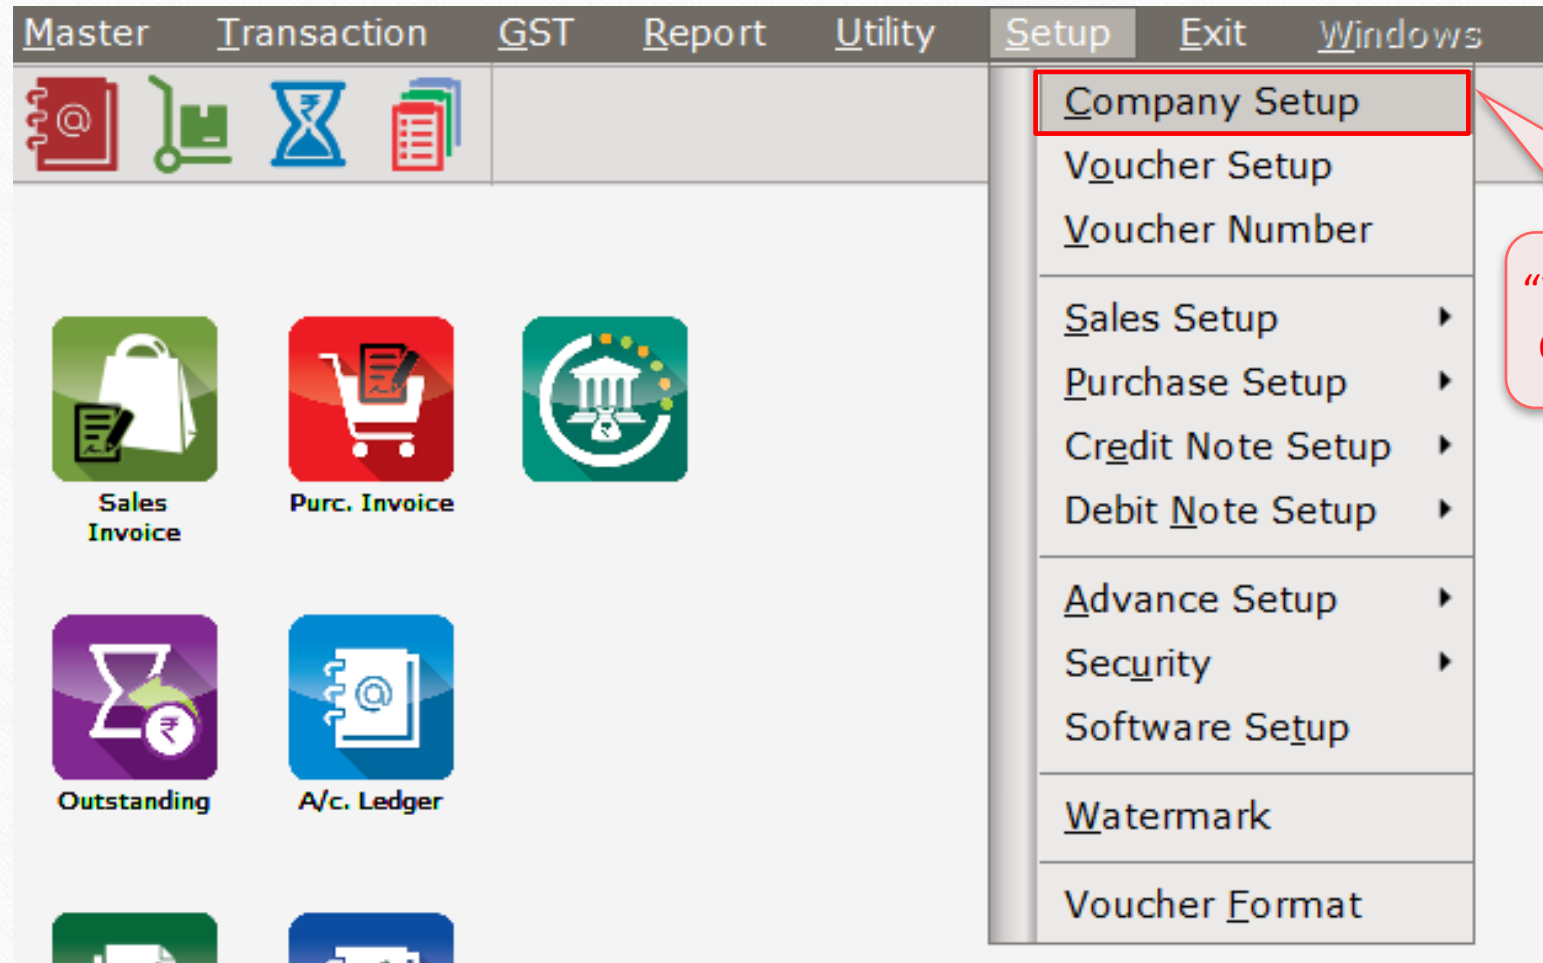 Master Transaction GST Report Utility Setup Exit Windows
Company Setup
Voucher Setup
Voucher Number
Sales Setup
Purchase Setup
Credit Note Setup
Debit Note Setup
Advance Setup
Security
Software Setup
Watermark
Voucher Format
Sales
Invoice
Purc. Invoice
Outstanding
A/c. Ledger